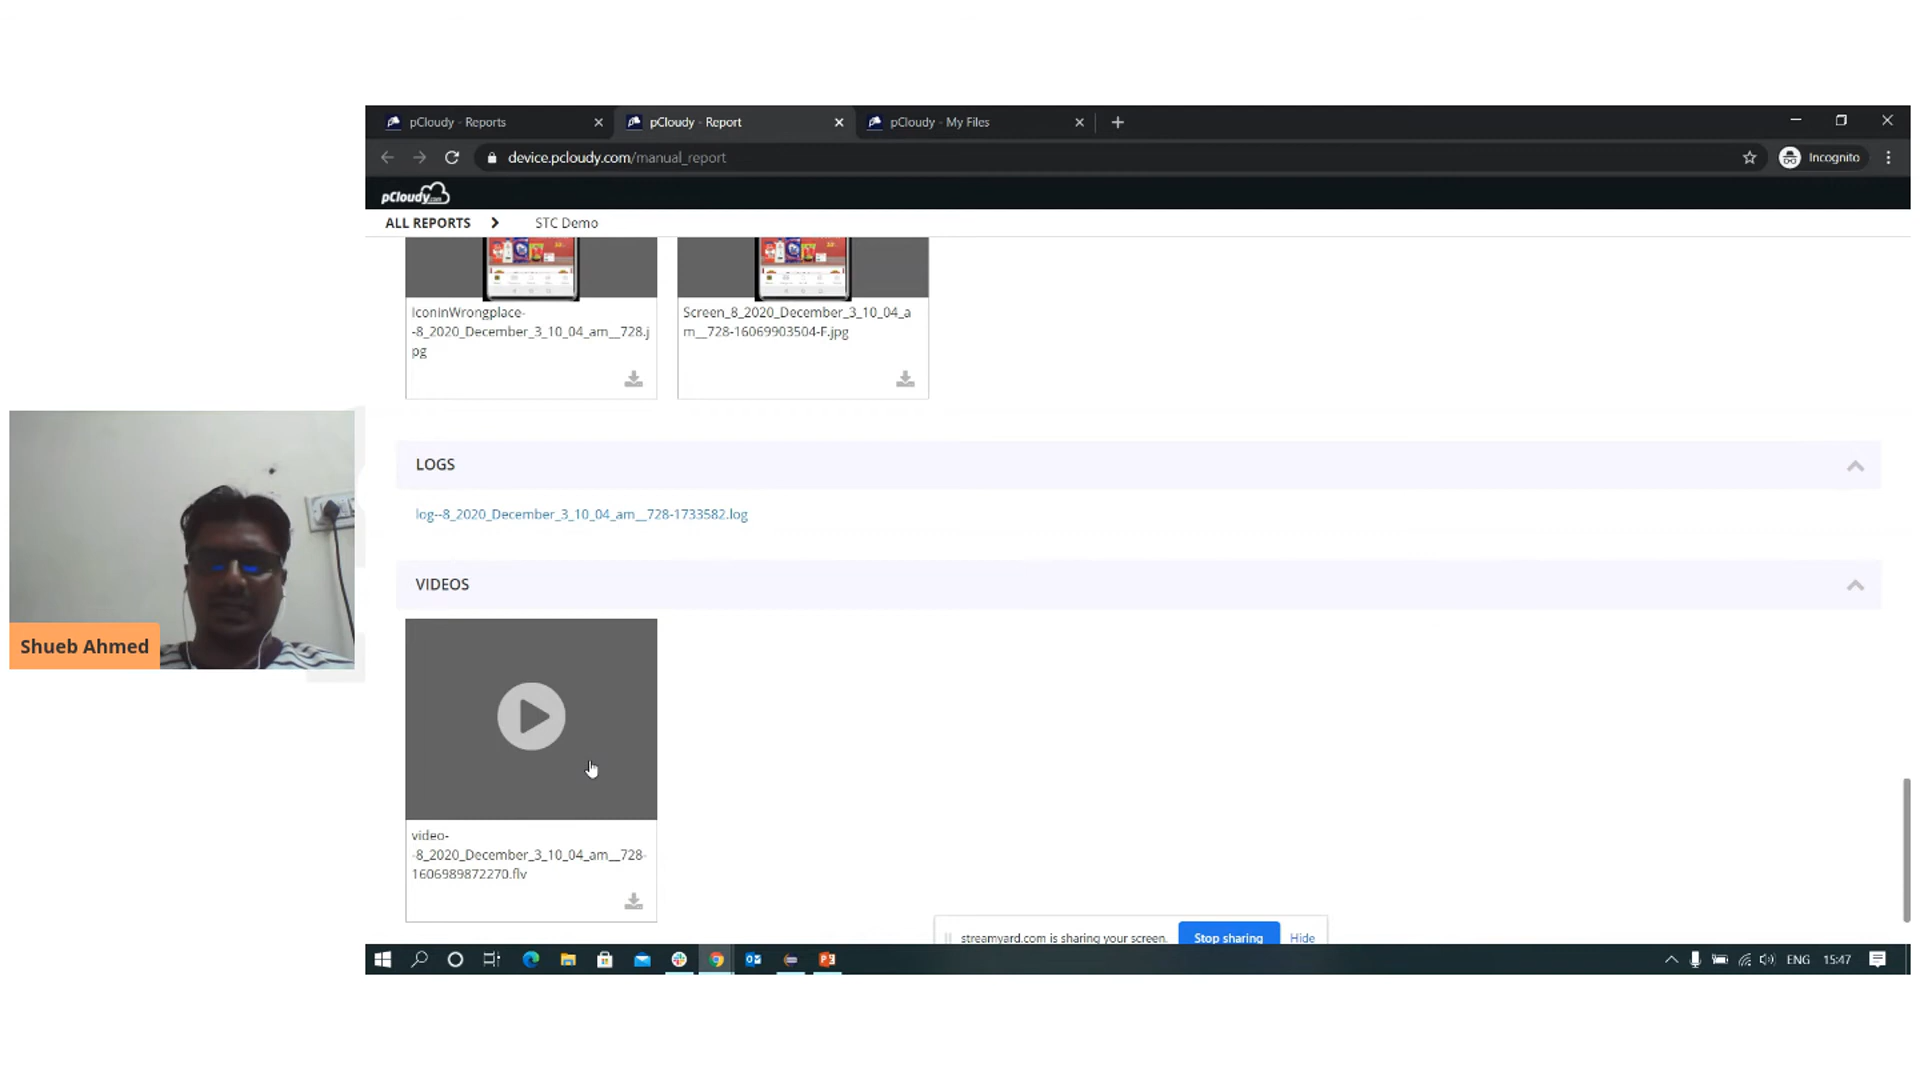 pCloudy - Reports
pCloudy - Report
pCloudy - My Files
device.pcloudy.com/manual_report
Incognito
pCloudy.com
ALL REPORTS
STC Demo
IconInWrongplace-
-8_2020_December_3_10_04_am__728.j
pg
Screen_8_2020_December_3_10_04_a
m__728-16069903504-F.jpg
LOGS
log--8_2020_December_3_10_04_am__728-1733582.log
VIDEOS
Shueb Ahmed
video-
-8_2020_December_3_10_04_am__728-
1606989872270.flv
streamyard.com is sharing your screen.
Stop sharing
Hide
ENG
15:47